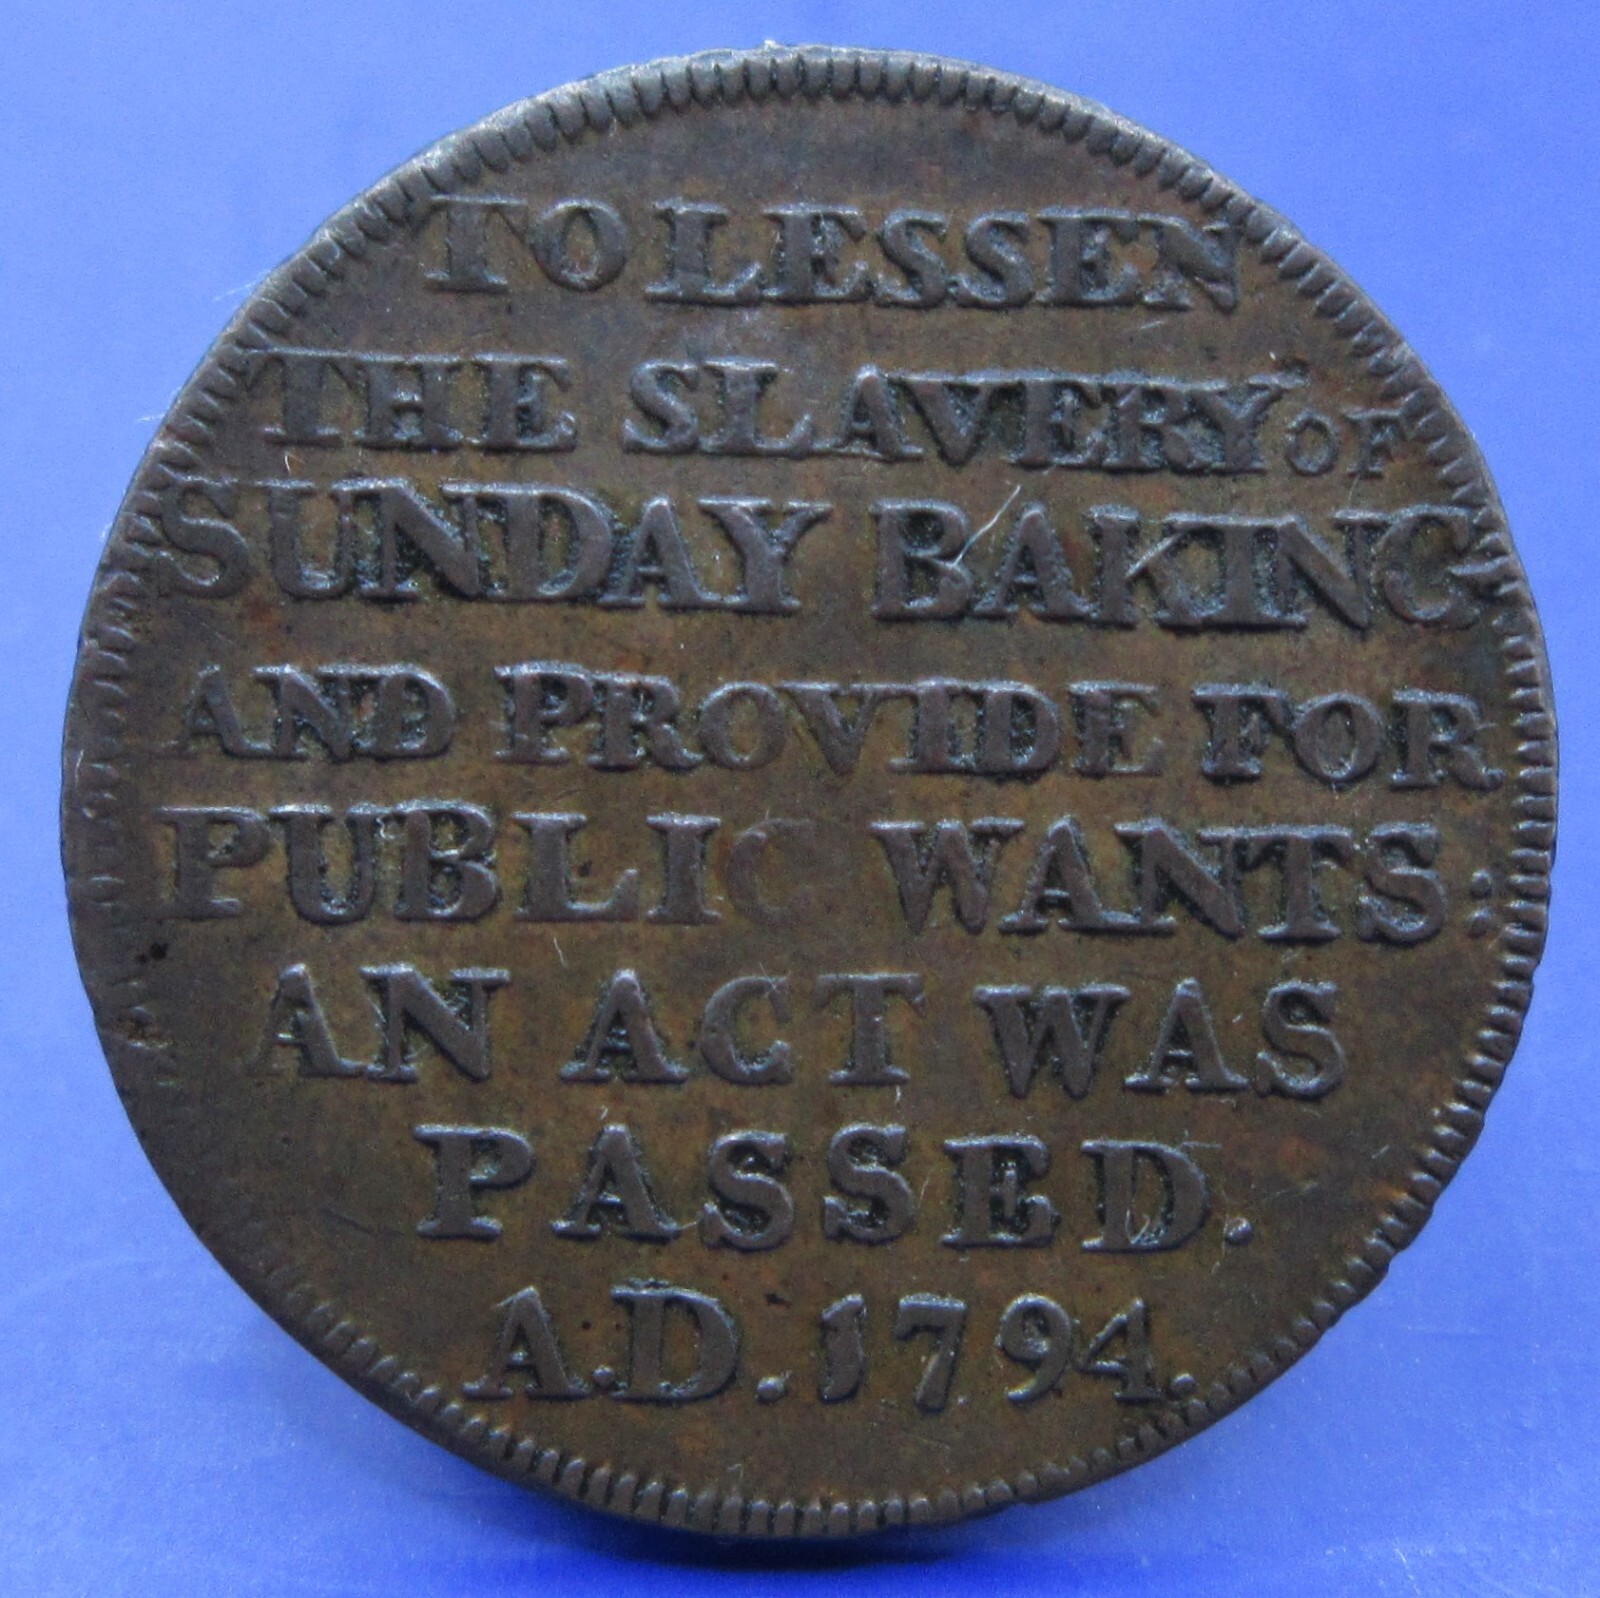 TO LESSEN
THE SLAVERY OF
SUNDAY BAKING
AND PROVIDE FOR
PUBLIC WANTS:
AN ACT WAS
PASSED.
A.D. 1794.